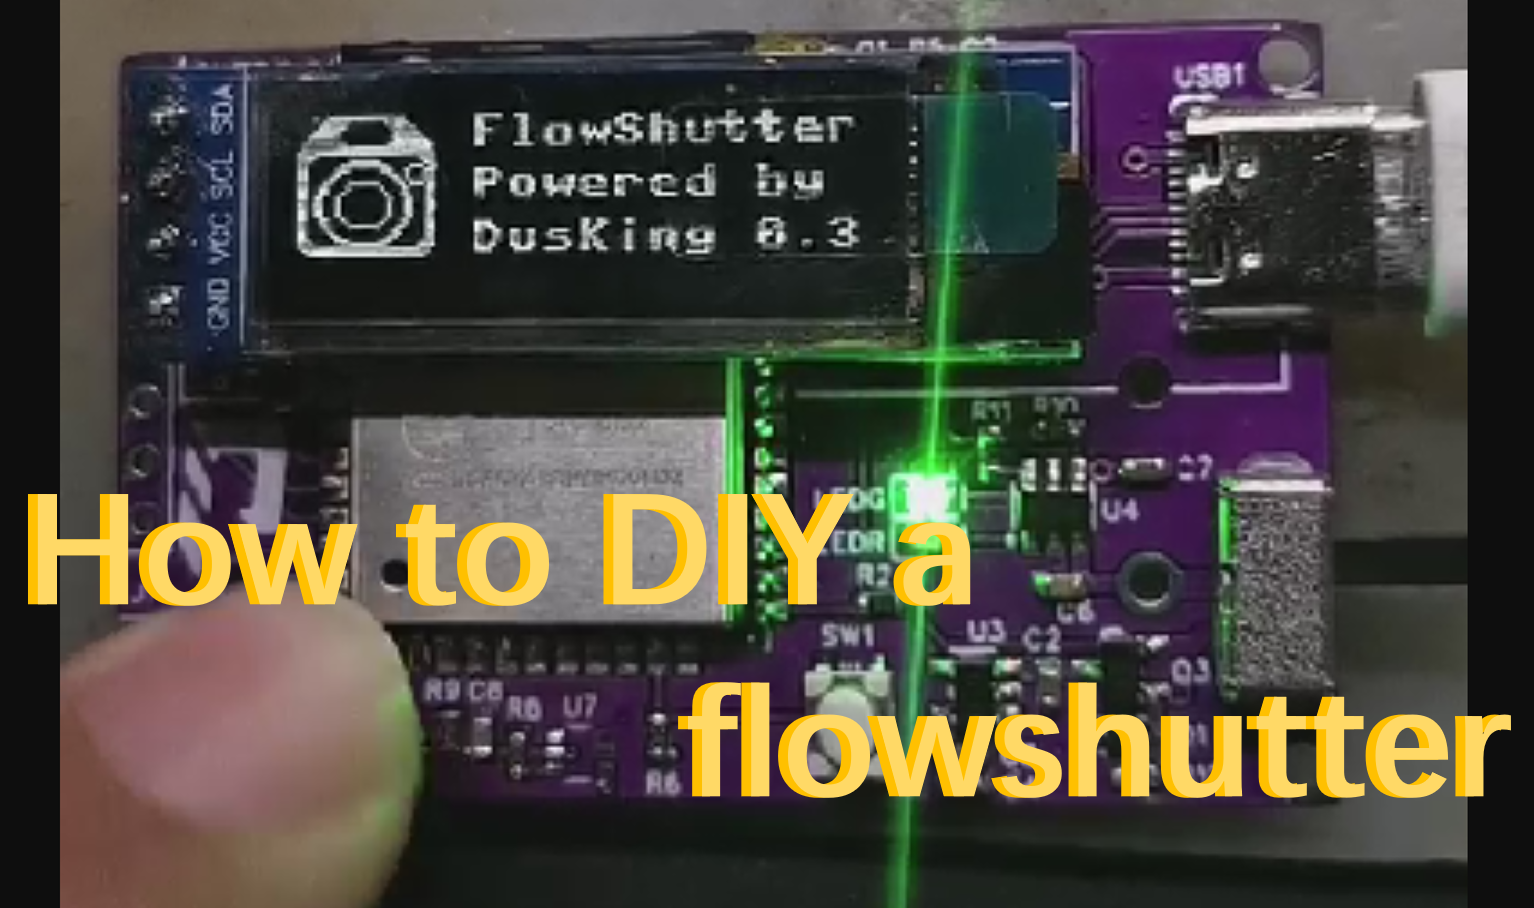 USB1
SDA
SCL
VCC
GND
FlowShutter
Powered by
DusKing 0.3
R11 R10
C7
U4
R2
How to DIY a
C6
SW1
U3
C2
Q3
R9 C8
R8
U7
R6
flowshutter